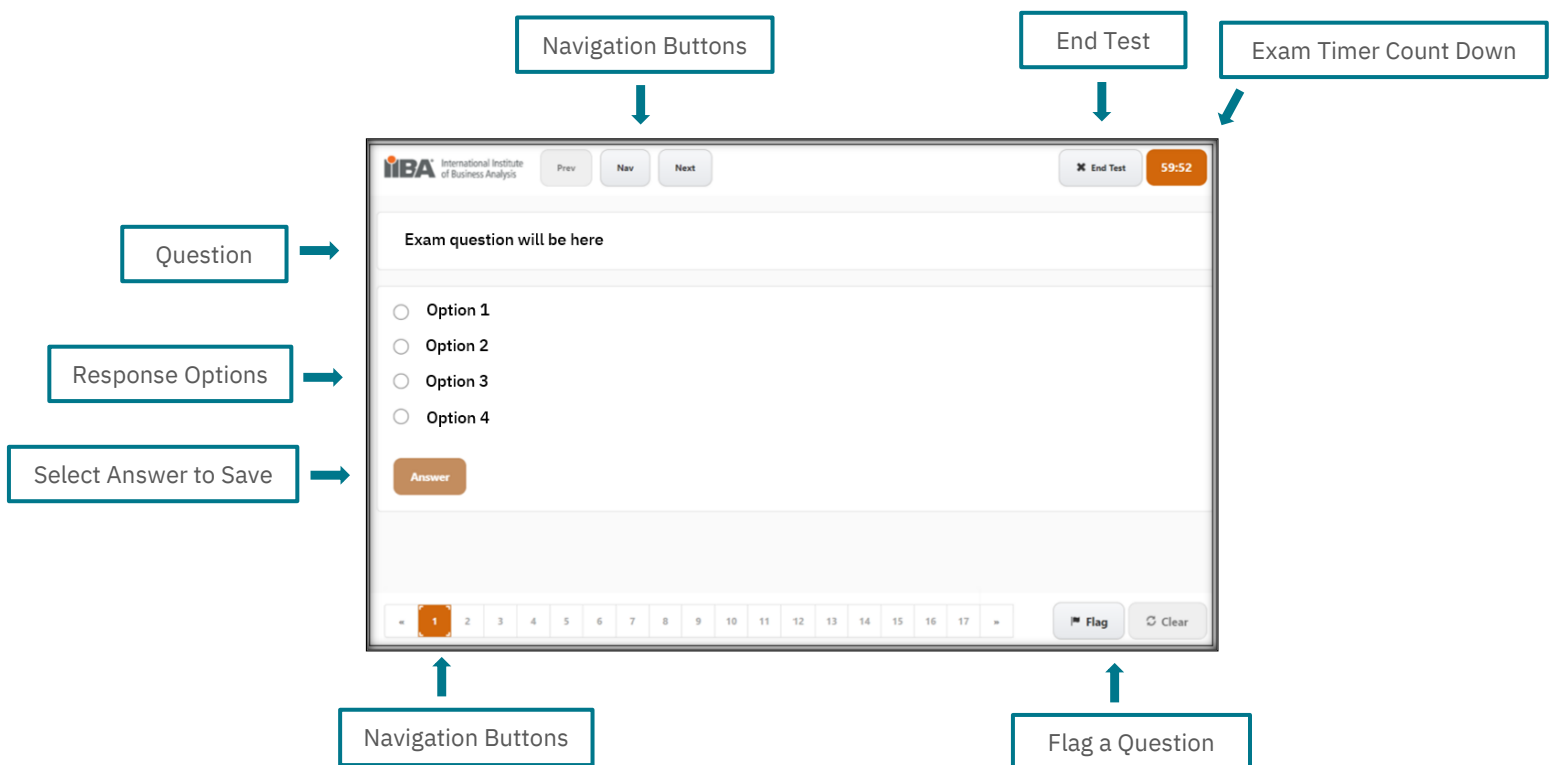 Navigation Buttons
End Test
Exam Timer Count Down
iiBA International Institute
of Business Analysis
Prev
Nav
Next
✖ End Test
59:52
Question
Exam question will be here
Response Options
Option 1
Option 2
Option 3
Option 4
Select Answer to Save
Answer
« 1 2 3 4 5 6 7 8 9 10 11 12 13 14 15 16 17 »
Flag
Clear
Navigation Buttons
Flag a Question